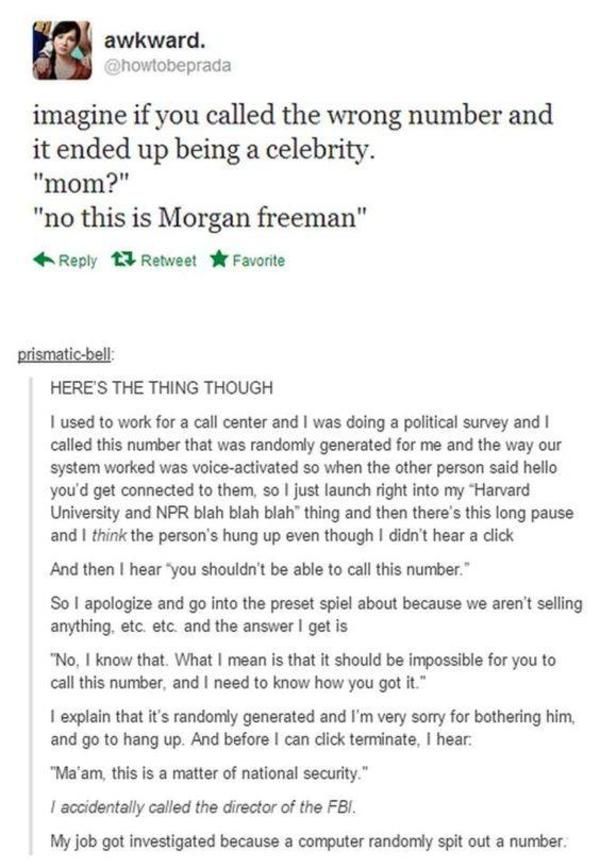 awkward.
@howtobeprada
imagine if you called the wrong number and
it ended up being a celebrity.
"mom?"
"no this is Morgan freeman"
Reply Retweet Favorite
prismatic-bell:
HERE'S THE THING THOUGH
I used to work for a call center and I was doing a political survey and I
called this number that was randomly generated for me and the way our
system worked was voice-activated so when the other person said hello
you'd get connected to them, so I just launch right into my "Harvard
University and NPR blah blah blah" thing and then there's this long pause
and I think the person's hung up even though I didn't hear a click
And then I hear "you shouldn't be able to call this number."
So I apologize and go into the preset spiel about because we aren't selling
anything, etc. etc. and the answer I get is
"No, I know that. What I mean is that it should be impossible for you to
call this number, and I need to know how you got it."
I explain that it's randomly generated and I'm very sorry for bothering him,
and go to hang up. And before I can click terminate, I hear:
"Ma'am, this is a matter of national security."
I accidentally called the director of the FBI.
My job got investigated because a computer randomly spit out a number.